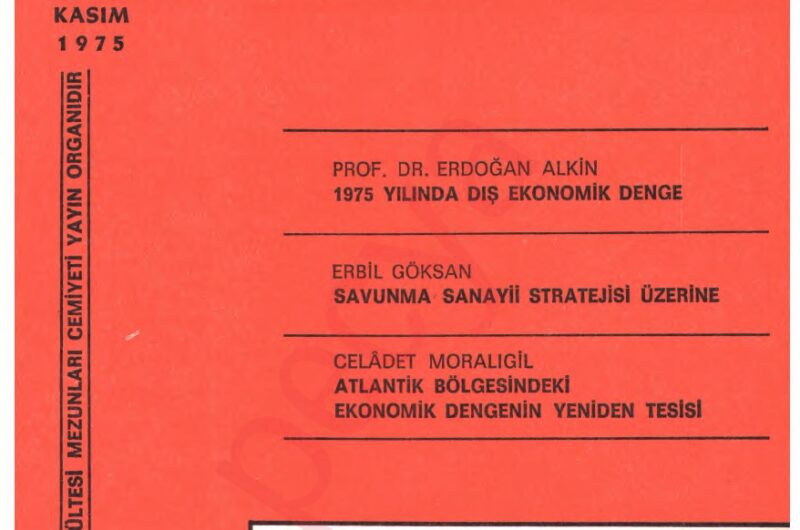 KASIM
1975
MEZUNLARI CEMİYETİ YAYIN ORGANIDIR
PROF. DR. ERDOĞAN ALKİN
1975 YILINDA DIŞ EKONOMİK DENGE
ERBİL GÖKSAN
SAVUNMA SANAYİİ STRATEJİSİ ÜZERİNE
CELÂDET MORALIGİL
ATLANTİK BÖLGESİNDEKİ
EKONOMİK DENGENİN YENİDEN TESİSİ